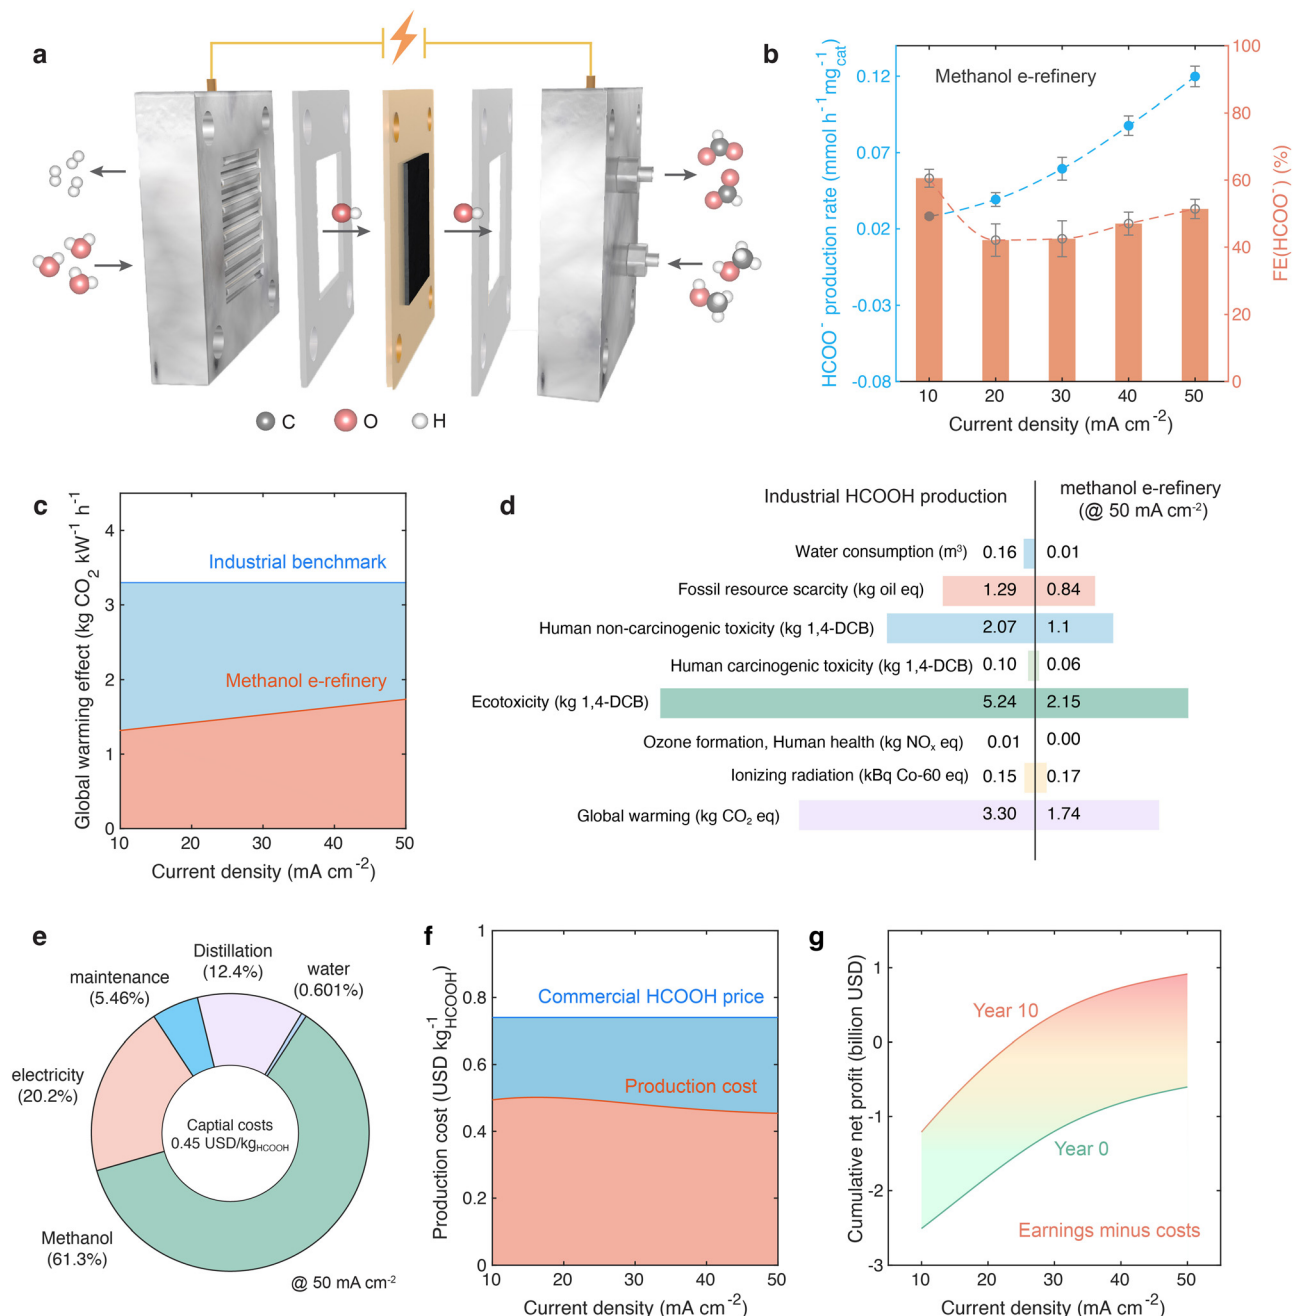 a
C
O
H
b
Methanol e-refinery
HCOO⁻ production rate (mmol h⁻¹mg⁻¹cat)
0.12
0.07
0.02
-0.03
-0.08
100
80
60
40
20
0
FE(HCOO⁻) (%)
10 20 30 40 50
Current density (mA cm⁻²)
c
Global warming effect (kg CO₂ kW⁻¹ h⁻¹)
4
3
2
1
0
Industrial benchmark
Methanol e-refinery
10 20 30 40 50
Current density (mA cm⁻²)
d
Industrial HCOOH production
methanol e-refinery
(@ 50 mA cm⁻²)
Water consumption (m³) 0.16 0.01
Fossil resource scarcity (kg oil eq) 1.29 0.84
Human non-carcinogenic toxicity (kg 1,4-DCB) 2.07 1.1
Human carcinogenic toxicity (kg 1,4-DCB) 0.10 0.06
Ecotoxicity (kg 1,4-DCB) 5.24 2.15
Ozone formation, Human health (kg NOₓ eq) 0.01 0.00
Ionizing radiation (kBq Co-60 eq) 0.15 0.17
Global warming (kg CO₂ eq) 3.30 1.74
e
Distillation
(12.4%)
water
(0.601%)
maintenance
(5.46%)
electricity
(20.2%)
Captial costs
0.45 USD/kgHCOOH
Methanol
(61.3%)
@ 50 mA cm⁻²
f
Production cost (USD kg⁻¹HCOOH)
1
0.8
0.6
0.4
0.2
0
Commercial HCOOH price
Production cost
10 20 30 40 50
Current density (mA cm⁻²)
g
Cumulative net profit (billion USD)
1
0
-1
-2
-3
Year 10
Year 0
Earnings minus costs
10 20 30 40 50
Current density (mA cm⁻²)